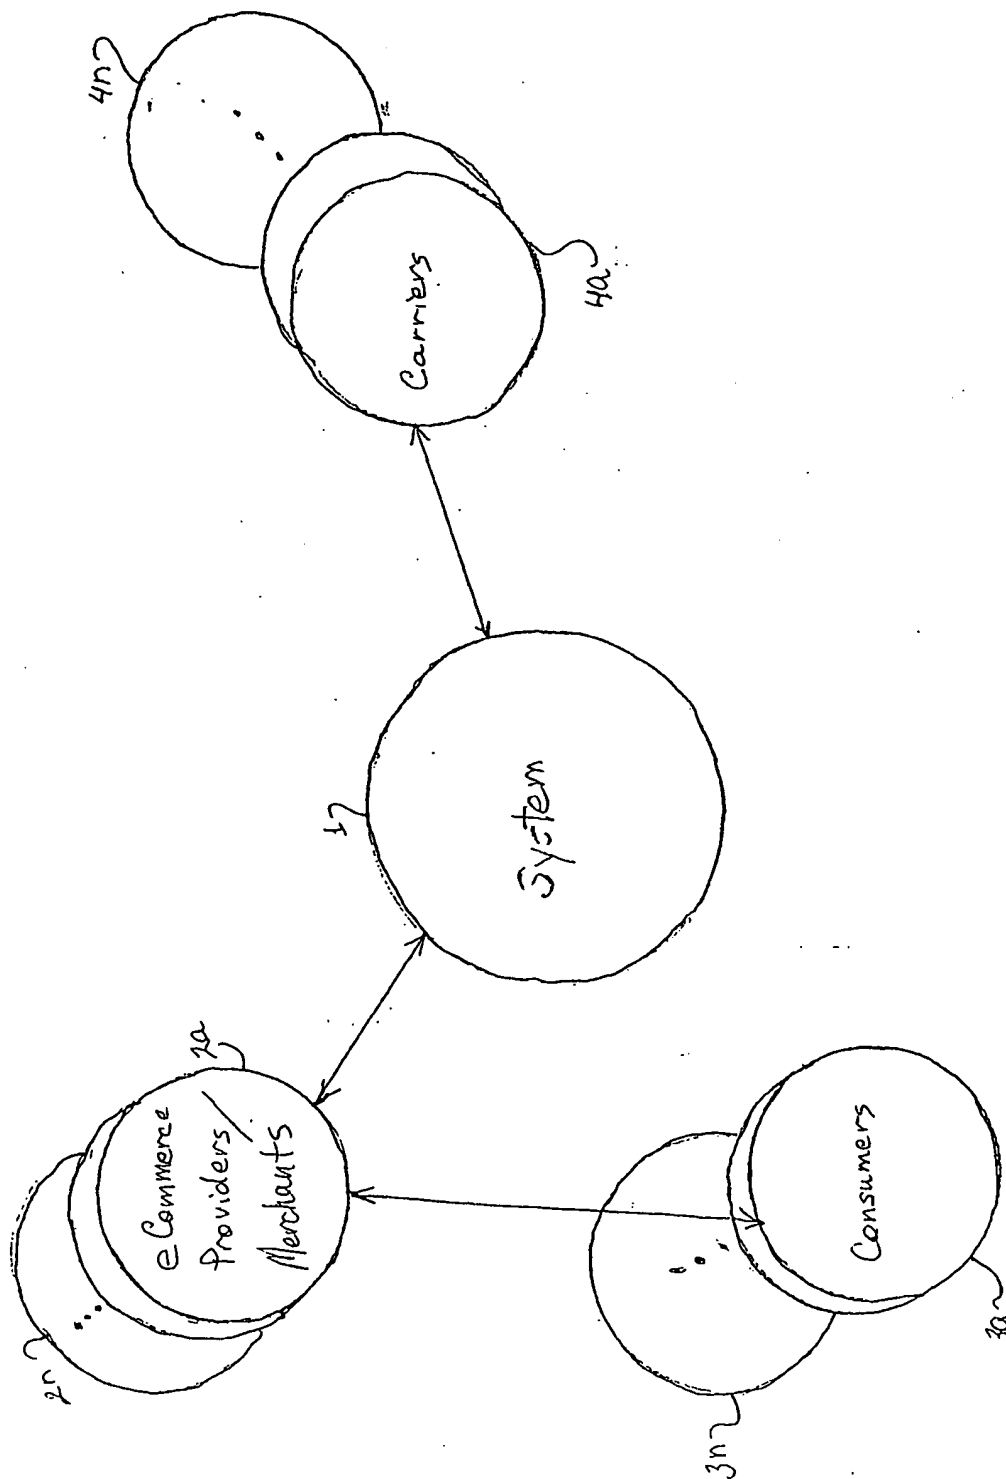 2n
2a
eCommerce
Providers/
Merchants
1
System
4n
Carriers
4a
3n
Consumers
3a